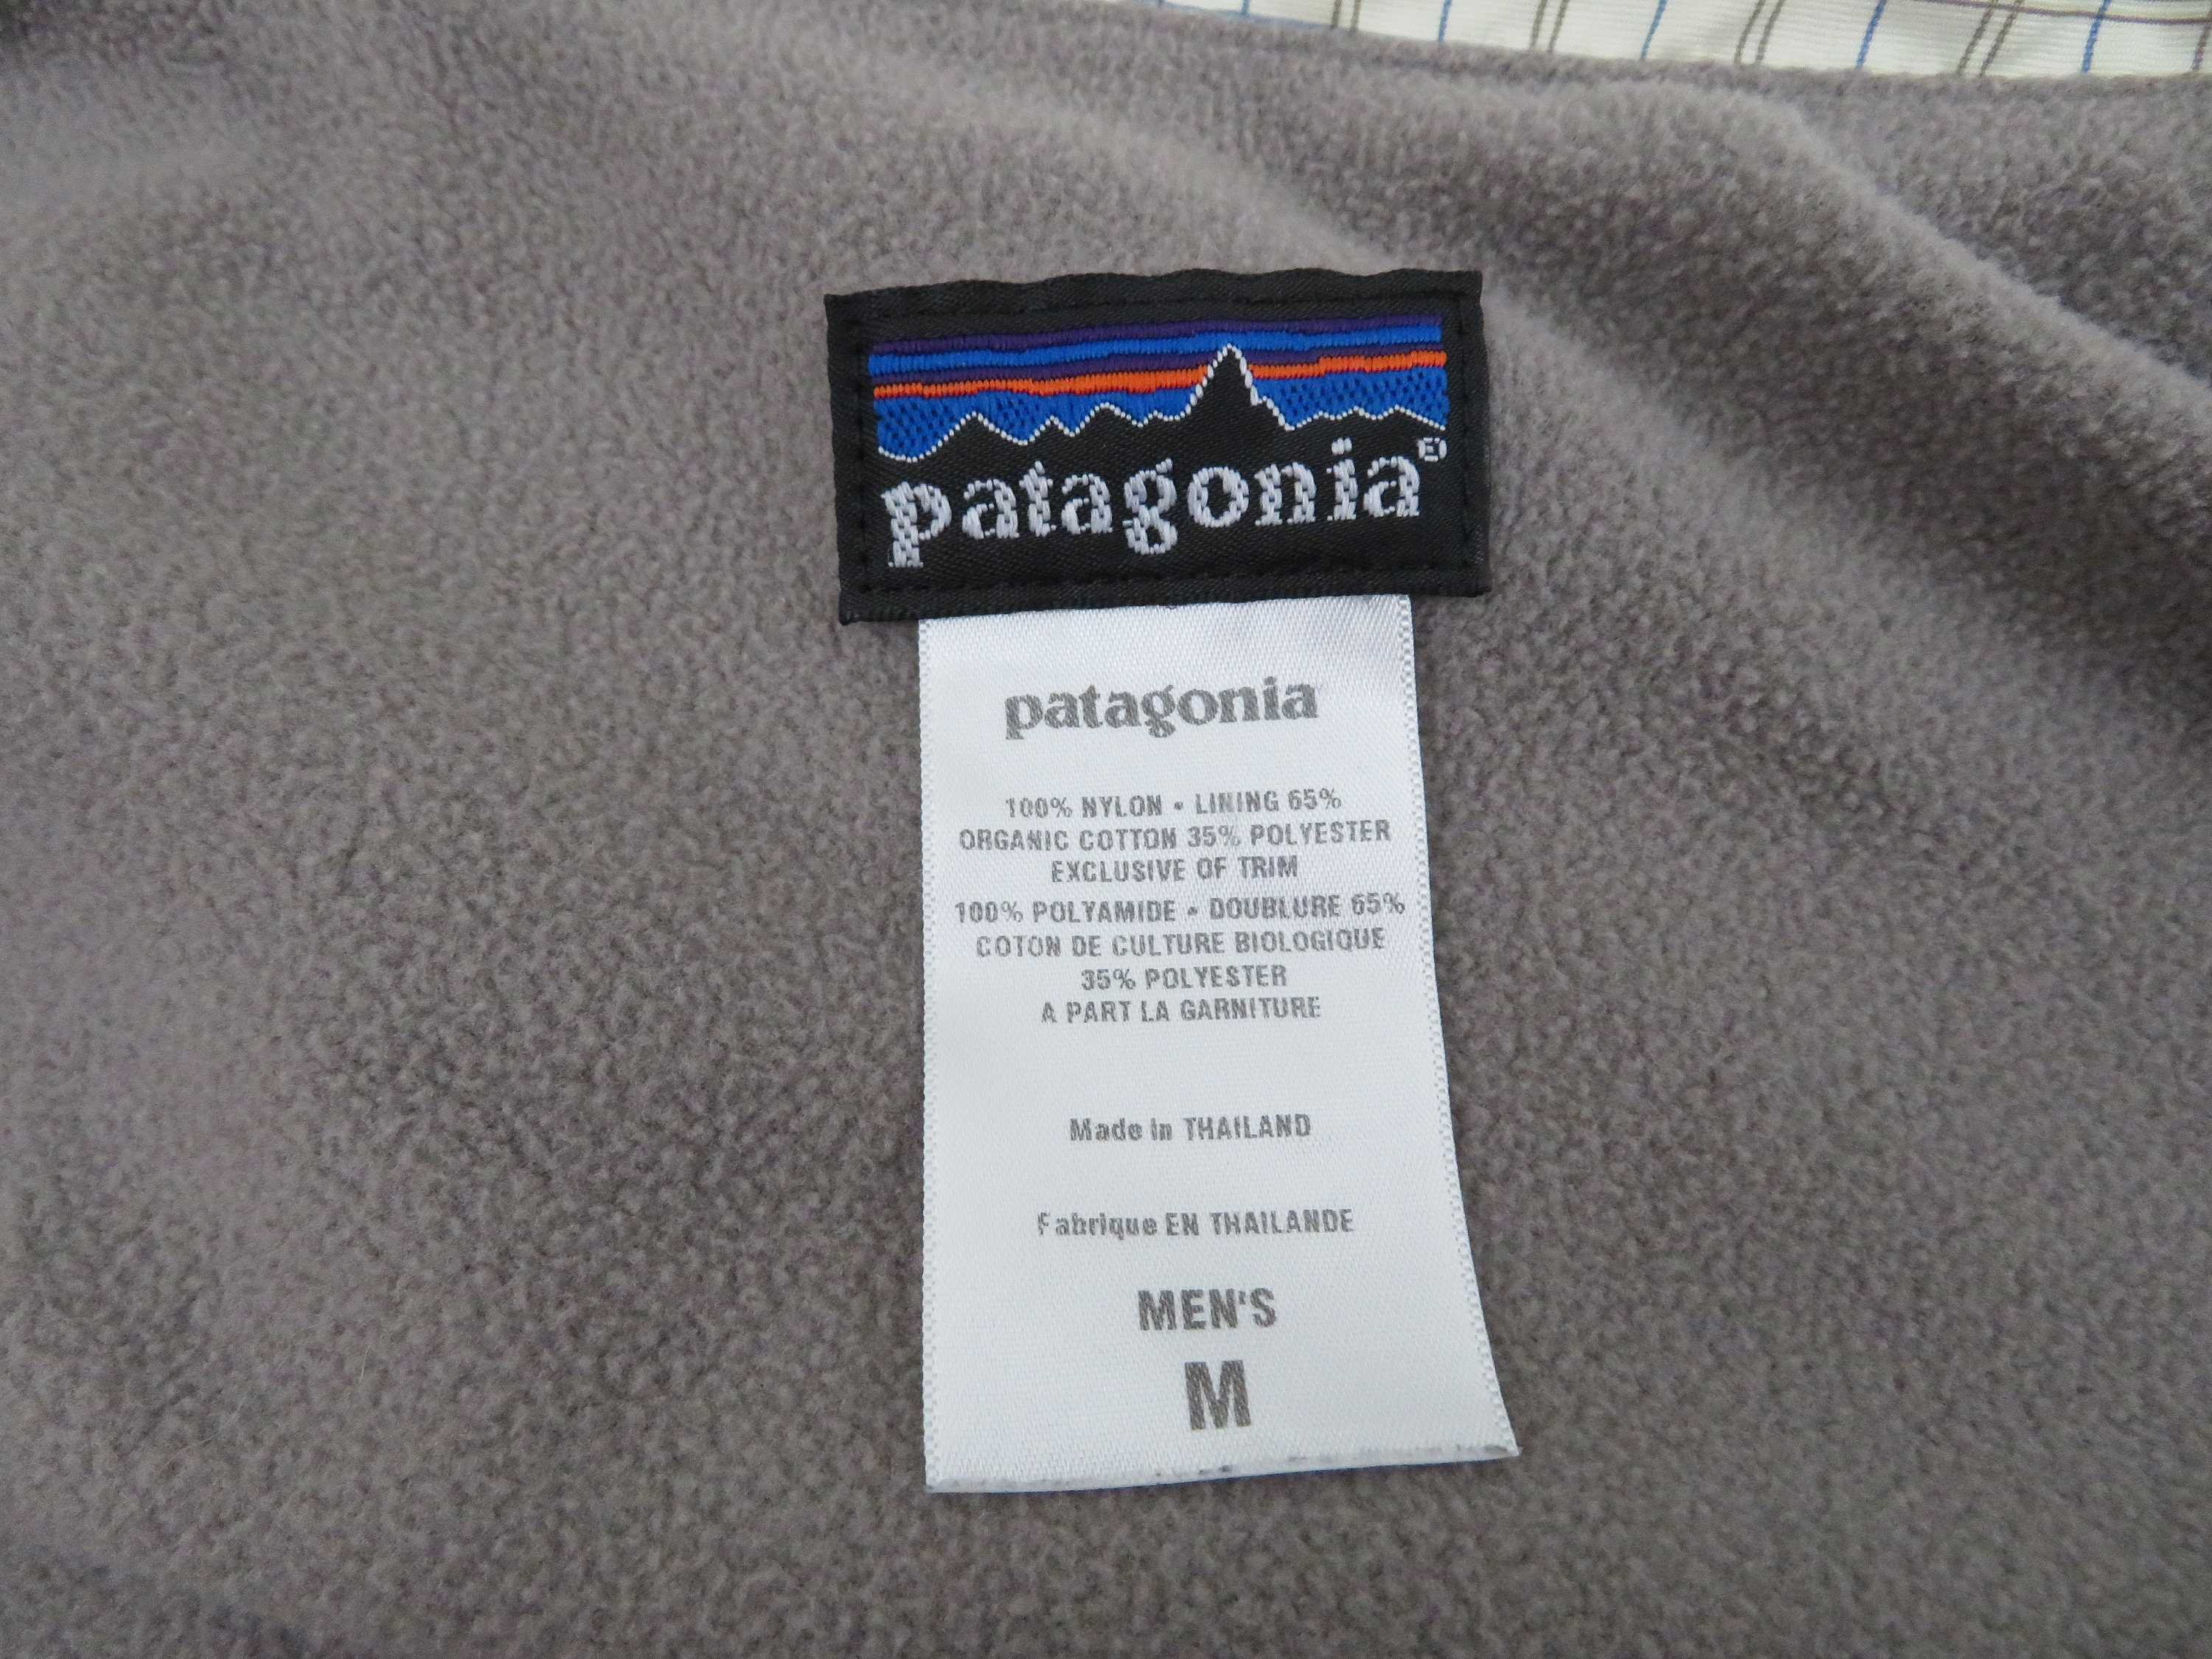 patagonia®
patagonia
100% NYLON • LINING 65%
ORGANIC COTTON 35% POLYESTER
EXCLUSIVE OF TRIM
100% POLYAMIDE • DOUBLURE 65%
COTON DE CULTURE BIOLOGIQUE
35% POLYESTER
A PART LA GARNITURE
Made in THAILAND
Fabrique EN THAILANDE
MEN'S
M